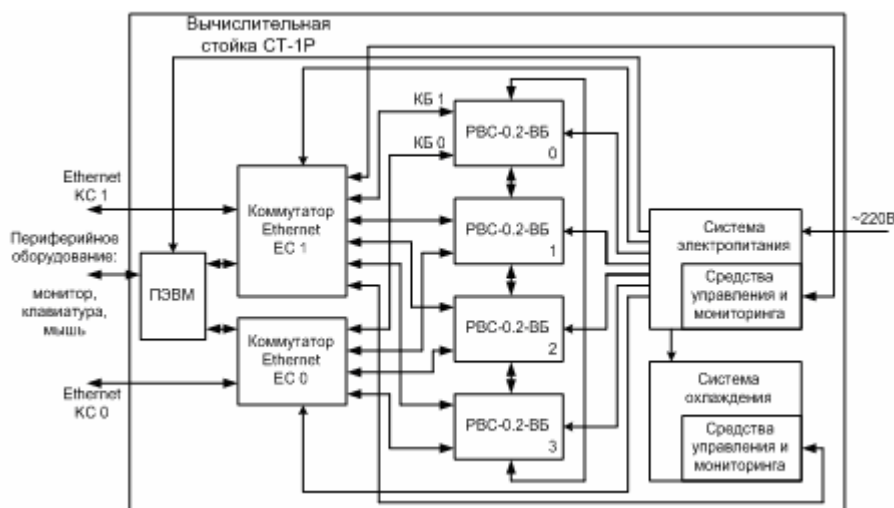 Вычислительная
стойка СТ-1Р
КБ 1
КБ 0
РВС-0.2-ВБ
0
Ethernet
КС 1
Коммутатор
Ethernet
ЕС 1
РВС-0.2-ВБ
1
Система
электропитания
~220В
Средства
управления и
мониторинга
Периферийное
оборудование:
монитор,
клавиатура,
мышь
ПЭВМ
РВС-0.2-ВБ
2
Коммутатор
Ethernet
ЕС 0
Ethernet
КС 0
РВС-0.2-ВБ
3
Система
охлаждения
Средства
управления и
мониторинга